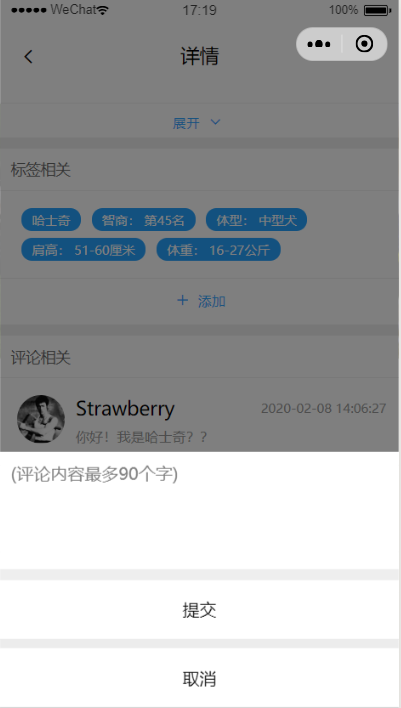 WeChat 17:19 100%
详情
展开
标签相关
哈士奇 智商： 第45名 体型： 中型犬
肩高： 51-60厘米 体重： 16-27公斤
+ 添加
评论相关
Strawberry 2020-02-08 14:06:27
你好！我是哈士奇？？
(评论内容最多90个字)
提交
取消